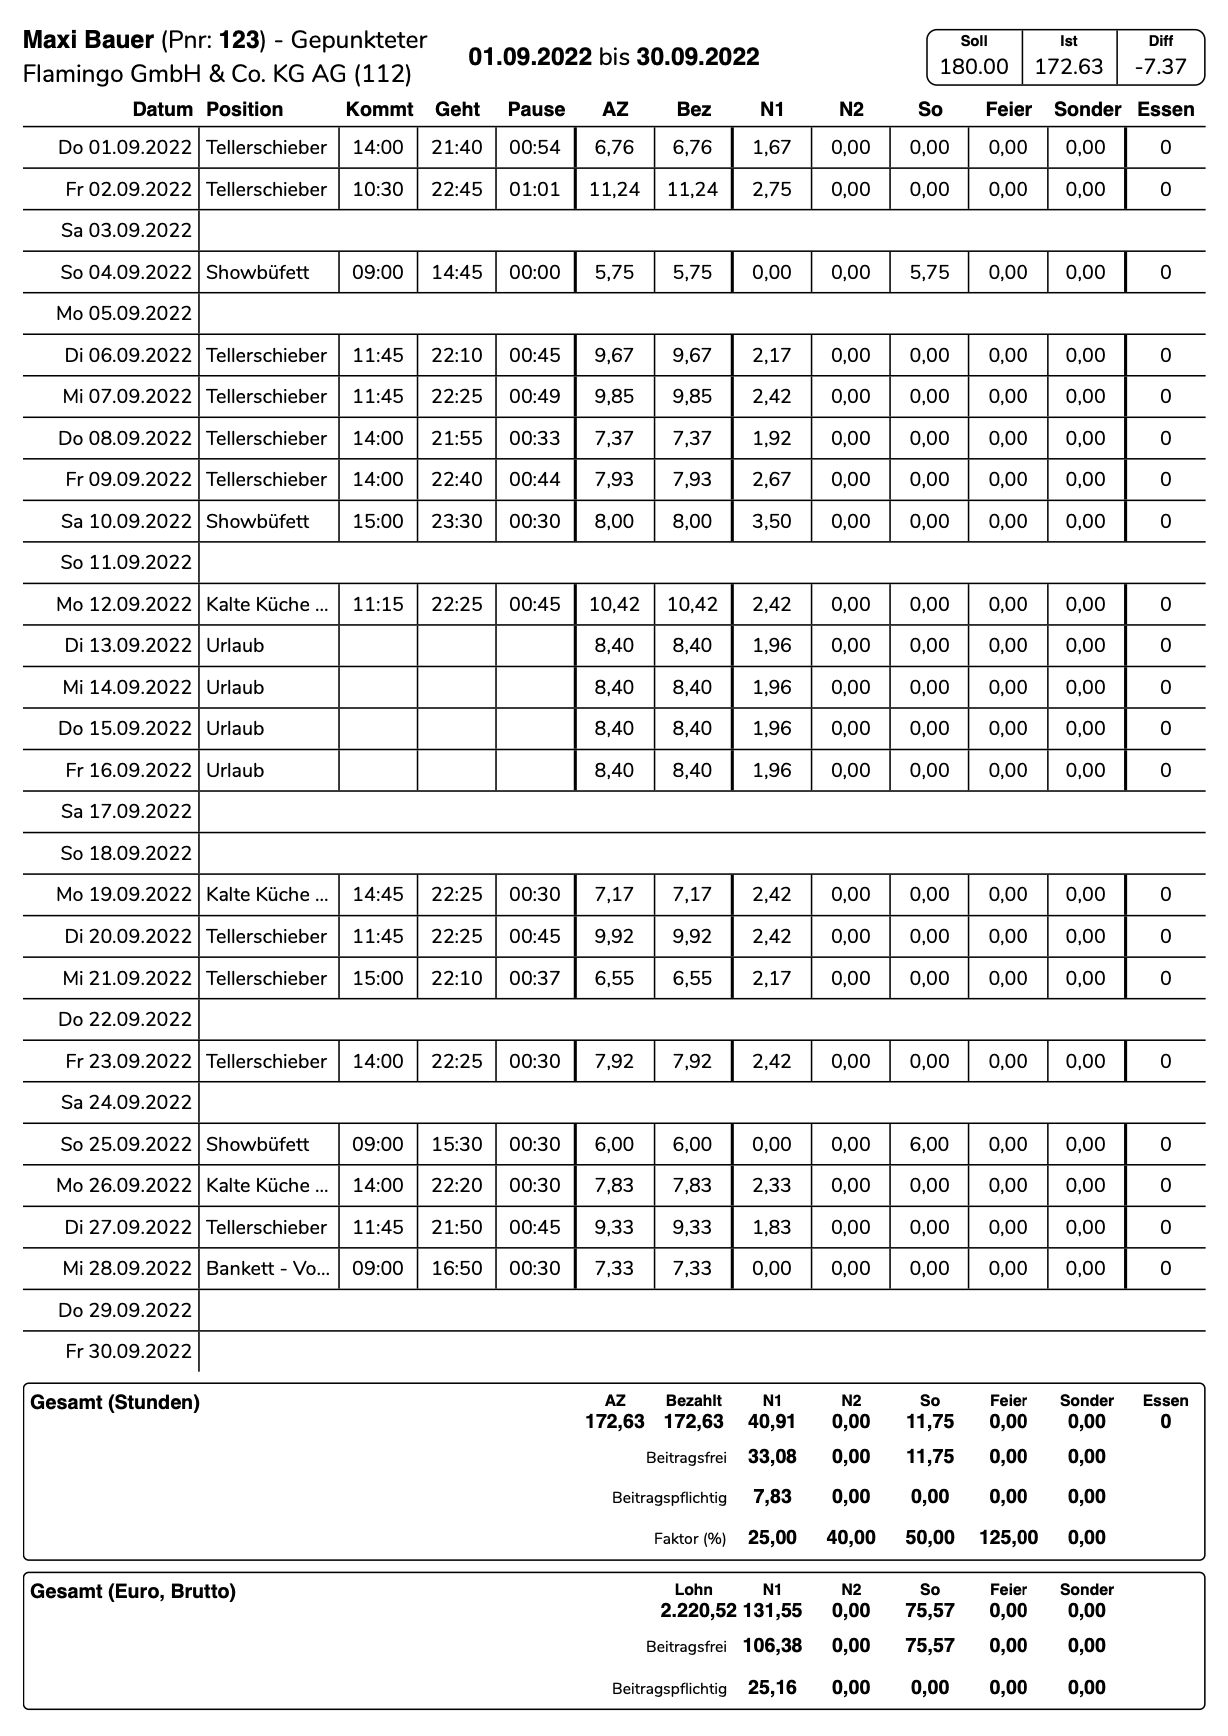 Maxi Bauer (Pnr: 123) - Gepunkteter
Flamingo GmbH & Co. KG AG (112)
01.09.2022 bis 30.09.2022
Soll Ist Diff
180.00 172.63 -7.37
Datum Position Kommt Geht Pause AZ Bez N1 N2 So Feier Sonder Essen
Do 01.09.2022 Tellerschieber 14:00 21:40 00:54 6,76 6,76 1,67 0,00 0,00 0,00 0,00 0
Fr 02.09.2022 Tellerschieber 10:30 22:45 01:01 11,24 11,24 2,75 0,00 0,00 0,00 0,00 0
Sa 03.09.2022
So 04.09.2022 Showbüfett 09:00 14:45 00:00 5,75 5,75 0,00 0,00 5,75 0,00 0,00 0
Mo 05.09.2022
Di 06.09.2022 Tellerschieber 11:45 22:10 00:45 9,67 9,67 2,17 0,00 0,00 0,00 0,00 0
Mi 07.09.2022 Tellerschieber 11:45 22:25 00:49 9,85 9,85 2,42 0,00 0,00 0,00 0,00 0
Do 08.09.2022 Tellerschieber 14:00 21:55 00:33 7,37 7,37 1,92 0,00 0,00 0,00 0,00 0
Fr 09.09.2022 Tellerschieber 14:00 22:40 00:44 7,93 7,93 2,67 0,00 0,00 0,00 0,00 0
Sa 10.09.2022 Showbüfett 15:00 23:30 00:30 8,00 8,00 3,50 0,00 0,00 0,00 0,00 0
So 11.09.2022
Mo 12.09.2022 Kalte Küche ... 11:15 22:25 00:45 10,42 10,42 2,42 0,00 0,00 0,00 0,00 0
Di 13.09.2022 Urlaub 8,40 8,40 1,96 0,00 0,00 0,00 0,00 0
Mi 14.09.2022 Urlaub 8,40 8,40 1,96 0,00 0,00 0,00 0,00 0
Do 15.09.2022 Urlaub 8,40 8,40 1,96 0,00 0,00 0,00 0,00 0
Fr 16.09.2022 Urlaub 8,40 8,40 1,96 0,00 0,00 0,00 0,00 0
Sa 17.09.2022
So 18.09.2022
Mo 19.09.2022 Kalte Küche ... 14:45 22:25 00:30 7,17 7,17 2,42 0,00 0,00 0,00 0,00 0
Di 20.09.2022 Tellerschieber 11:45 22:25 00:45 9,92 9,92 2,42 0,00 0,00 0,00 0,00 0
Mi 21.09.2022 Tellerschieber 15:00 22:10 00:37 6,55 6,55 2,17 0,00 0,00 0,00 0,00 0
Do 22.09.2022
Fr 23.09.2022 Tellerschieber 14:00 22:25 00:30 7,92 7,92 2,42 0,00 0,00 0,00 0,00 0
Sa 24.09.2022
So 25.09.2022 Showbüfett 09:00 15:30 00:30 6,00 6,00 0,00 0,00 6,00 0,00 0,00 0
Mo 26.09.2022 Kalte Küche ... 14:00 22:20 00:30 7,83 7,83 2,33 0,00 0,00 0,00 0,00 0
Di 27.09.2022 Tellerschieber 11:45 21:50 00:45 9,33 9,33 1,83 0,00 0,00 0,00 0,00 0
Mi 28.09.2022 Bankett - Vo... 09:00 16:50 00:30 7,33 7,33 0,00 0,00 0,00 0,00 0,00 0
Do 29.09.2022
Fr 30.09.2022
Gesamt (Stunden) AZ Bezahlt N1 N2 So Feier Sonder Essen
172,63 172,63 40,91 0,00 11,75 0,00 0,00 0
Beitragsfrei 33,08 0,00 11,75 0,00 0,00
Beitragspflichtig 7,83 0,00 0,00 0,00 0,00
Faktor (%) 25,00 40,00 50,00 125,00 0,00
Gesamt (Euro, Brutto) Lohn N1 N2 So Feier Sonder
2.220,52 131,55 0,00 75,57 0,00 0,00
Beitragsfrei 106,38 0,00 75,57 0,00 0,00
Beitragspflichtig 25,16 0,00 0,00 0,00 0,00